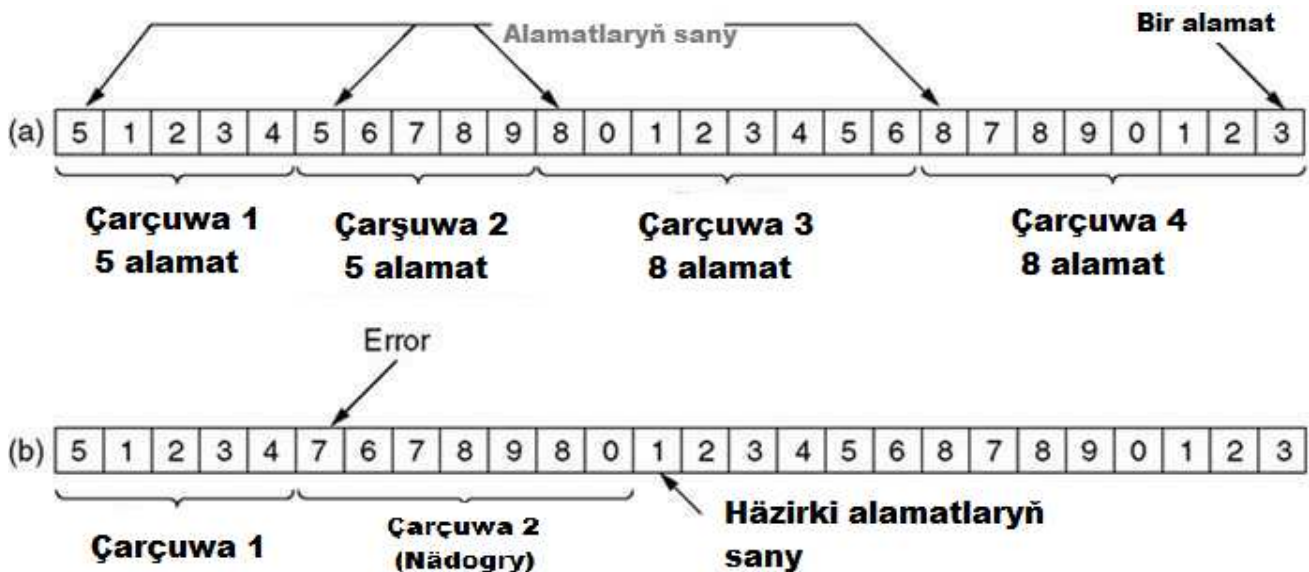 Alamatlaryň sany
Bir alamat
(a) 5 1 2 3 4 5 6 7 8 9 8 0 1 2 3 4 5 6 8 7 8 9 0 1 2 3
Çarçuwa 1
5 alamat
Çarşuwa 2
5 alamat
Çarçuwa 3
8 alamat
Çarçuwa 4
8 alamat
Error
(b) 5 1 2 3 4 7 6 7 8 9 8 0 1 2 3 4 5 6 8 7 8 9 0 1 2 3
Çarçuwa 1
Çarçuwa 2
(Nädogry)
Häzirki alamatlaryň
sany